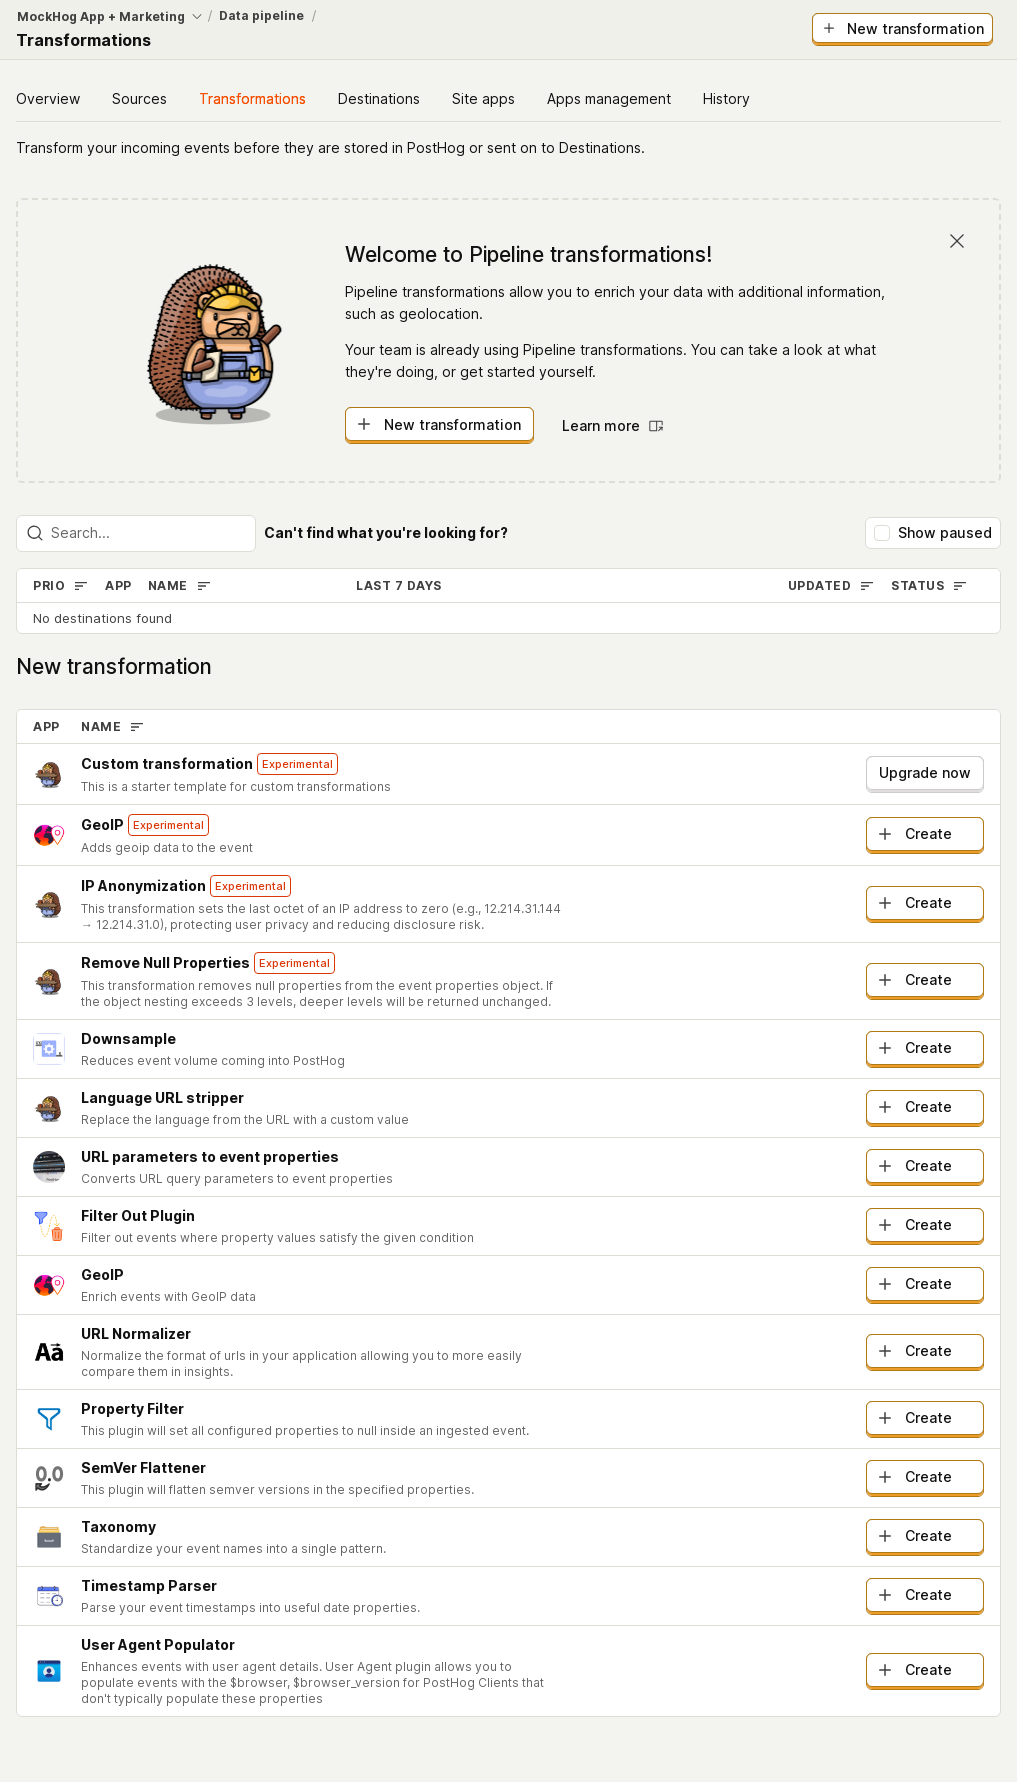 MockHog App + Marketing / Data pipeline /
Transformations
New transformation
Overview Sources Transformations Destinations Site apps Apps management History
Transform your incoming events before they are stored in PostHog or sent on to Destinations.
Welcome to Pipeline transformations!
Pipeline transformations allow you to enrich your data with additional information,
such as geolocation.
Your team is already using Pipeline transformations. You can take a look at what
they're doing, or get started yourself.
New transformation Learn more
Search... Can't find what you're looking for? Show paused
PRIO APP NAME LAST 7 DAYS UPDATED STATUS
No destinations found
New transformation
APP NAME
Custom transformation Experimental
This is a starter template for custom transformations
Upgrade now
GeoIP Experimental
Adds geoip data to the event
Create
IP Anonymization Experimental
This transformation sets the last octet of an IP address to zero (e.g., 12.214.31.144
→ 12.214.31.0), protecting user privacy and reducing disclosure risk.
Create
Remove Null Properties Experimental
This transformation removes null properties from the event properties object. If
the object nesting exceeds 3 levels, deeper levels will be returned unchanged.
Create
Downsample
Reduces event volume coming into PostHog
Create
Language URL stripper
Replace the language from the URL with a custom value
Create
URL parameters to event properties
Converts URL query parameters to event properties
Create
Filter Out Plugin
Filter out events where property values satisfy the given condition
Create
GeoIP
Enrich events with GeoIP data
Create
Aa
URL Normalizer
Normalize the format of urls in your application allowing you to more easily
compare them in insights.
Create
Property Filter
This plugin will set all configured properties to null inside an ingested event.
Create
0.0
SemVer Flattener
This plugin will flatten semver versions in the specified properties.
Create
Taxonomy
Standardize your event names into a single pattern.
Create
Timestamp Parser
Parse your event timestamps into useful date properties.
Create
User Agent Populator
Enhances events with user agent details. User Agent plugin allows you to
populate events with the $browser, $browser_version for PostHog Clients that
don't typically populate these properties
Create